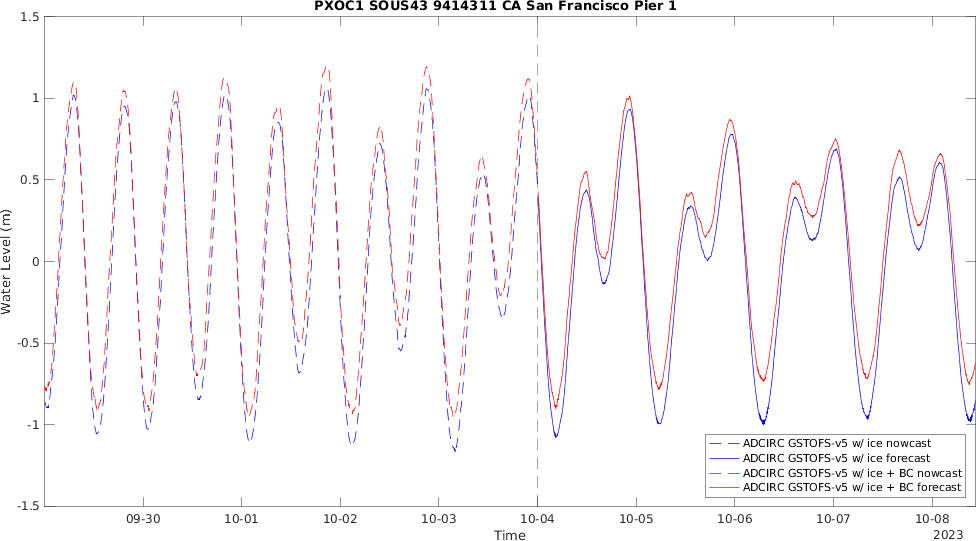 PXOC1 SOUS43 9414311 CA San Francisco Pier 1
1.5
1
0.5
0
-0.5
-1
-1.5
Water Level (m)
ADCIRC GSTOFS-v5 w/ ice nowcast
ADCIRC GSTOFS-v5 w/ ice forecast
ADCIRC GSTOFS-v5 w/ ice + BC nowcast
ADCIRC GSTOFS-v5 w/ ice + BC forecast
09-30 10-01 10-02 10-03 10-04 10-05 10-06 10-07 10-08
Time
2023